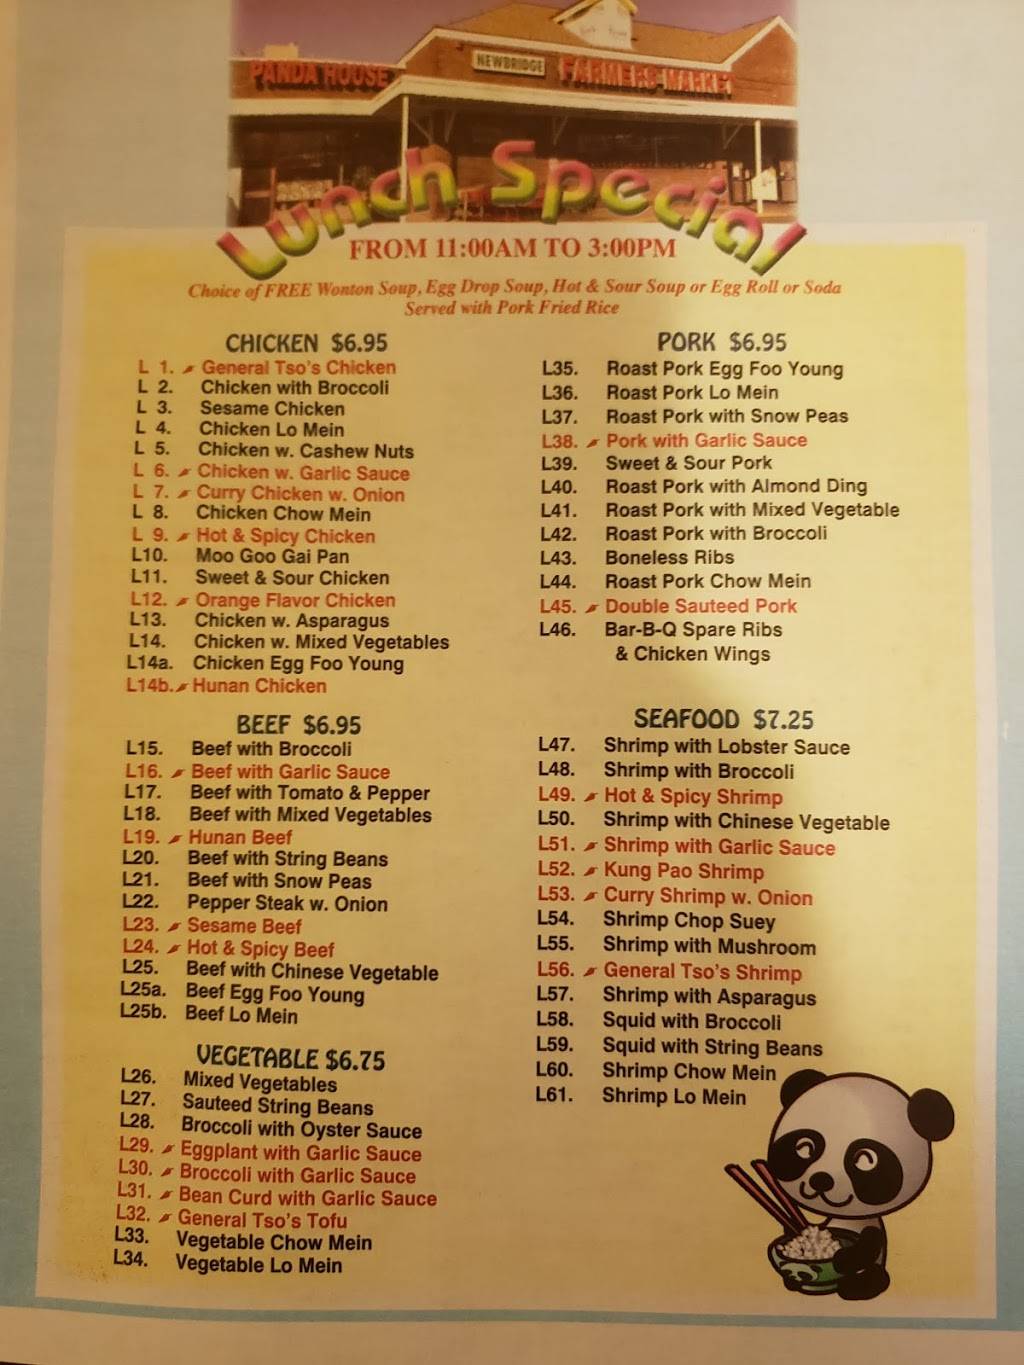 PANDA HOUSE
NEWBRIDGE
FARMERS MARKET
Lunch Special
FROM 11:00AM TO 3:00PM
Choice of FREE Wonton Soup, Egg Drop Soup, Hot & Sour Soup or Egg Roll or Soda
Served with Pork Fried Rice
CHICKEN $6.95
L 1. General Tso's Chicken
L 2. Chicken with Broccoli
L 3. Sesame Chicken
L 4. Chicken Lo Mein
L 5. Chicken w. Cashew Nuts
L 6. Chicken w. Garlic Sauce
L 7. Curry Chicken w. Onion
L 8. Chicken Chow Mein
L 9. Hot & Spicy Chicken
L10. Moo Goo Gai Pan
L11. Sweet & Sour Chicken
L12. Orange Flavor Chicken
L13. Chicken w. Asparagus
L14. Chicken w. Mixed Vegetables
L14a. Chicken Egg Foo Young
L14b. Hunan Chicken
BEEF $6.95
L15. Beef with Broccoli
L16. Beef with Garlic Sauce
L17. Beef with Tomato & Pepper
L18. Beef with Mixed Vegetables
L19. Hunan Beef
L20. Beef with String Beans
L21. Beef with Snow Peas
L22. Pepper Steak w. Onion
L23. Sesame Beef
L24. Hot & Spicy Beef
L25. Beef with Chinese Vegetable
L25a. Beef Egg Foo Young
L25b. Beef Lo Mein
VEGETABLE $6.75
L26. Mixed Vegetables
L27. Sauteed String Beans
L28. Broccoli with Oyster Sauce
L29. Eggplant with Garlic Sauce
L30. Broccoli with Garlic Sauce
L31. Bean Curd with Garlic Sauce
L32. General Tso's Tofu
L33. Vegetable Chow Mein
L34. Vegetable Lo Mein
PORK $6.95
L35. Roast Pork Egg Foo Young
L36. Roast Pork Lo Mein
L37. Roast Pork with Snow Peas
L38. Pork with Garlic Sauce
L39. Sweet & Sour Pork
L40. Roast Pork with Almond Ding
L41. Roast Pork with Mixed Vegetable
L42. Roast Pork with Broccoli
L43. Boneless Ribs
L44. Roast Pork Chow Mein
L45. Double Sauteed Pork
L46. Bar-B-Q Spare Ribs
& Chicken Wings
SEAFOOD $7.25
L47. Shrimp with Lobster Sauce
L48. Shrimp with Broccoli
L49. Hot & Spicy Shrimp
L50. Shrimp with Chinese Vegetable
L51. Shrimp with Garlic Sauce
L52. Kung Pao Shrimp
L53. Curry Shrimp w. Onion
L54. Shrimp Chop Suey
L55. Shrimp with Mushroom
L56. General Tso's Shrimp
L57. Shrimp with Asparagus
L58. Squid with Broccoli
L59. Squid with String Beans
L60. Shrimp Chow Mein
L61. Shrimp Lo Mein